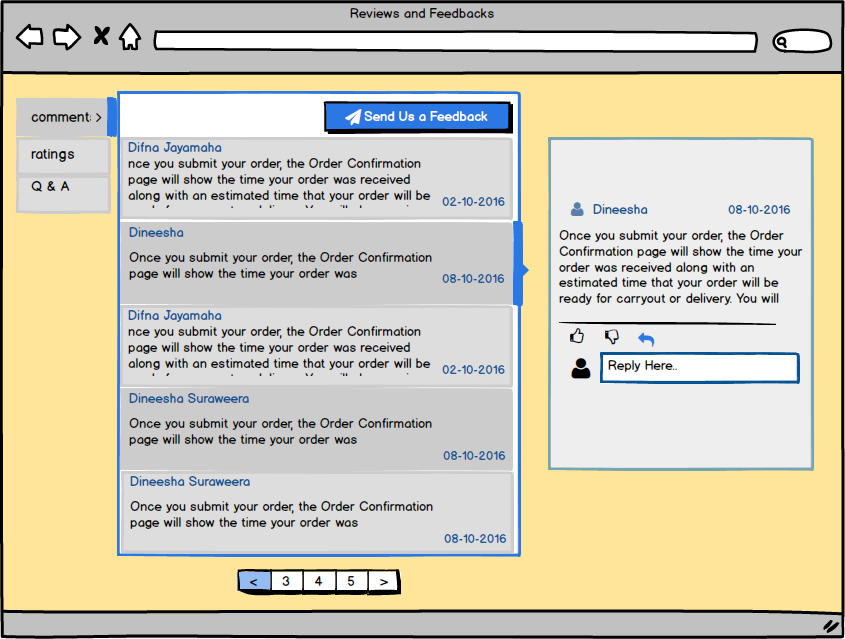 Reviews and Feedbacks
comment
ratings
Q & A
Send Us a Feedback
Difna Jayamaha
nce you submit your order, the Order Confirmation
page will show the time your order was received
along with an estimated time that your order will be
02-10-2016
Dineesha
Once you submit your order, the Order Confirmation
page will show the time your order was
08-10-2016
Difna Jayamaha
nce you submit your order, the Order Confirmation
page will show the time your order was received
along with an estimated time that your order will be
02-10-2016
Dineesha Suraweera
Once you submit your order, the Order Confirmation
page will show the time your order was
08-10-2016
Dineesha Suraweera
Once you submit your order, the Order Confirmation
page will show the time your order was
08-10-2016
< 3 4 5 >
Dineesha 08-10-2016
Once you submit your order, the Order
Confirmation page will show the time your
order was received along with an
estimated time that your order will be
ready for carryout or delivery. You will
Reply Here..